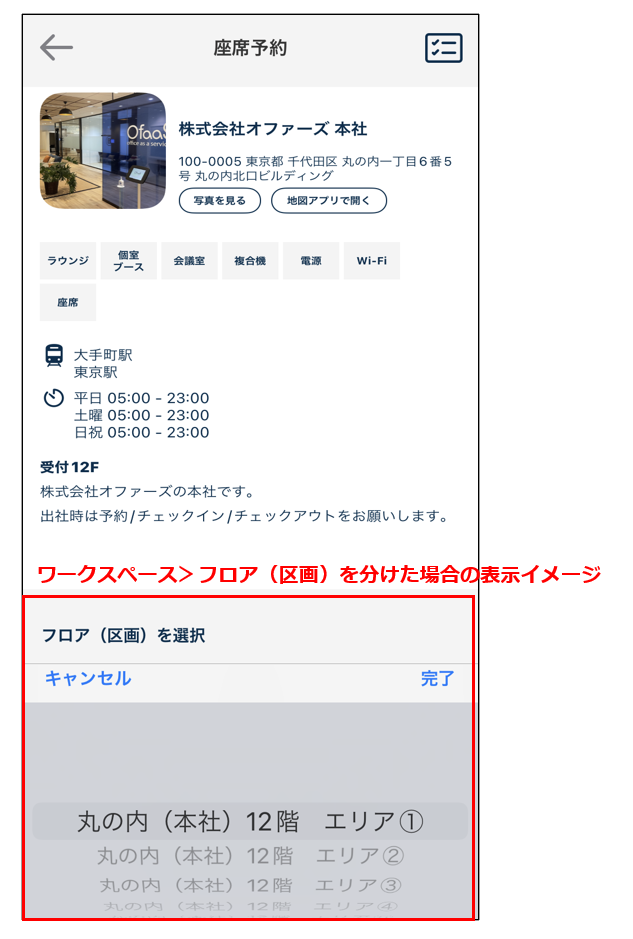 座席予約
OfaaS
office as a service
株式会社オファーズ 本社
100-0005 東京都 千代田区 丸の内一丁目６番５
号 丸の内北口ビルディング
写真を見る
地図アプリで開く
ラウンジ
個室
ブース
会議室
複合機
電源
Wi-Fi
座席
大手町駅
東京駅
平日 05:00 - 23:00
土曜 05:00 - 23:00
日祝 05:00 - 23:00
受付12F
株式会社オファーズの本社です。
出社時は予約/チェックイン/チェックアウトをお願いします。
ワークスペース＞フロア（区画）を分けた場合の表示イメージ
フロア（区画）を選択
キャンセル
完了
丸の内（本社）12階　エリア①
丸の内（本社）12階　エリア②
丸の内（本社）12階　エリア③
丸の内（本社）12階　エリア④